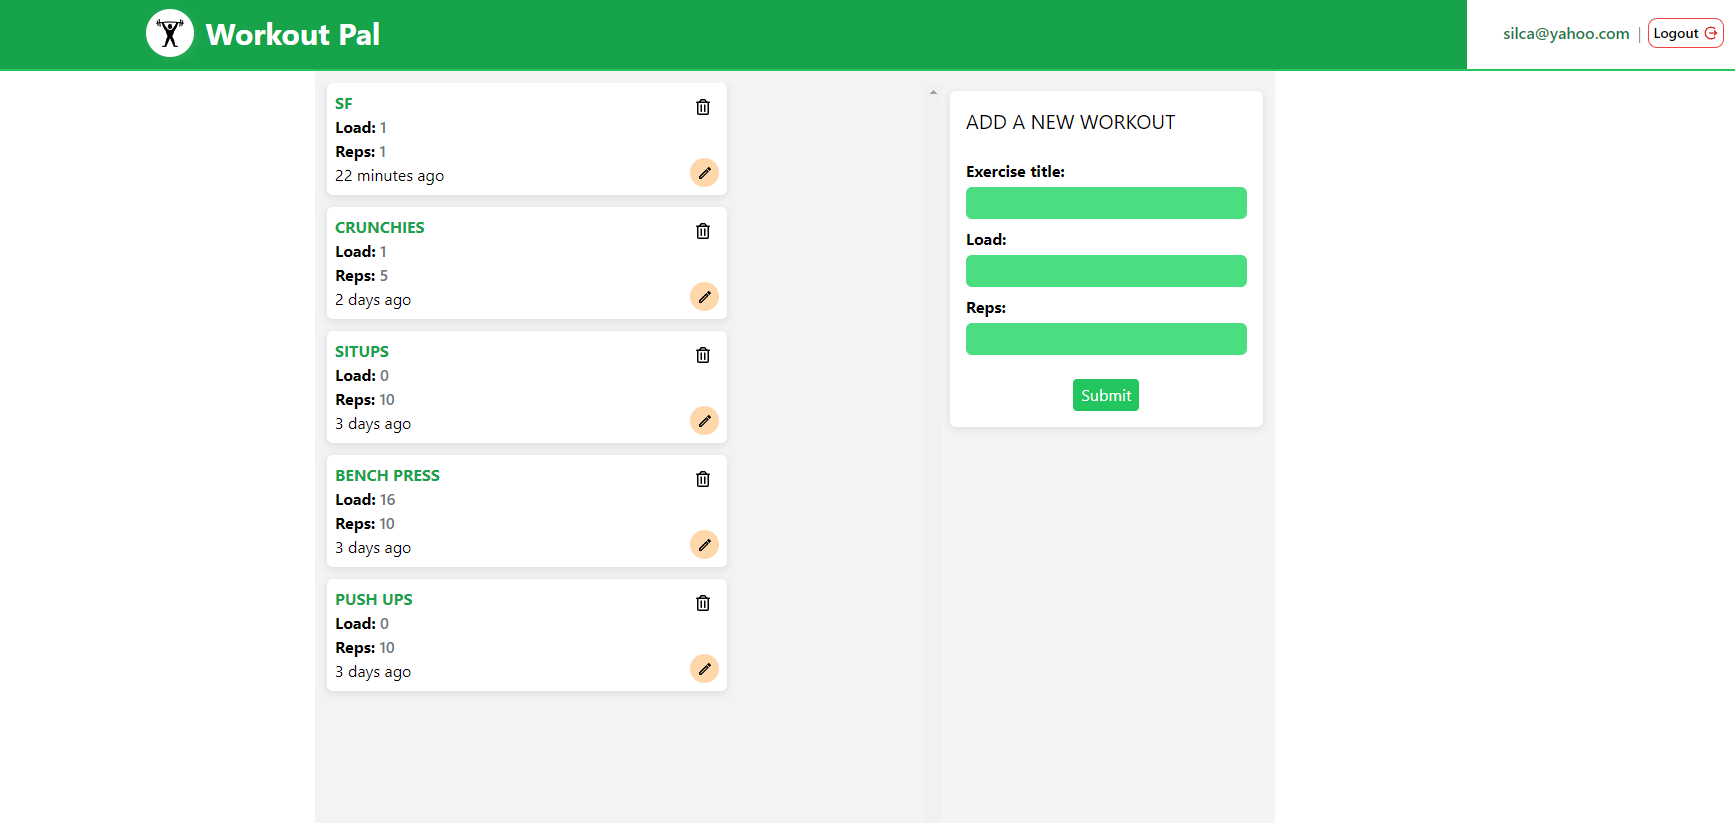 Workout Pal
silca@yahoo.com | Logout
SF
Load: 1
Reps: 1
22 minutes ago
CRUNCHIES
Load: 1
Reps: 5
2 days ago
SITUPS
Load: 0
Reps: 10
3 days ago
BENCH PRESS
Load: 16
Reps: 10
3 days ago
PUSH UPS
Load: 0
Reps: 10
3 days ago
ADD A NEW WORKOUT
Exercise title:
Load:
Reps:
Submit